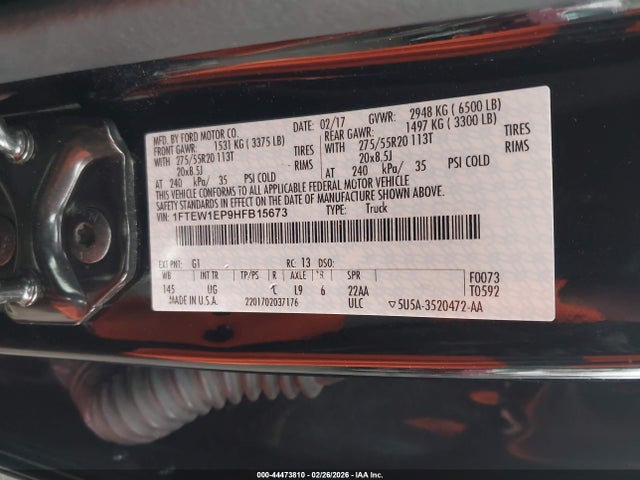 MFD. BY FORD MOTOR CO.
DATE: 02/17 GVWR: 2948 KG ( 6500 LB)
FRONT GAWR: 1531 KG ( 3375 LB) REAR GAWR: 1497 KG ( 3300 LB)
WITH 275/55R20 113T TIRES WITH 275/55R20 113T TIRES
20x8.5J RIMS 20x8.5J RIMS
AT 240 kPa/ 35 PSI COLD AT 240 kPa/ 35 PSI COLD
THIS VEHICLE CONFORMS TO ALL APPLICABLE FEDERAL MOTOR VEHICLE
SAFETY STANDARDS IN EFFECT ON THE DATE OF MANUFACTURE SHOWN ABOVE.
VIN: 1FTEW1EP9HFB15673 TYPE: Truck
EXT PNT: G1 RC: 13 DSO: F0073
WB INT TR TP/PS R AXLE TR SPR T0592
145 UG L9 6 22AA
MADE IN U.S.A. 2201702037176 ULC 5U5A-3520472-AA
000-44473810 - 02/26/2026 - IAA Inc.